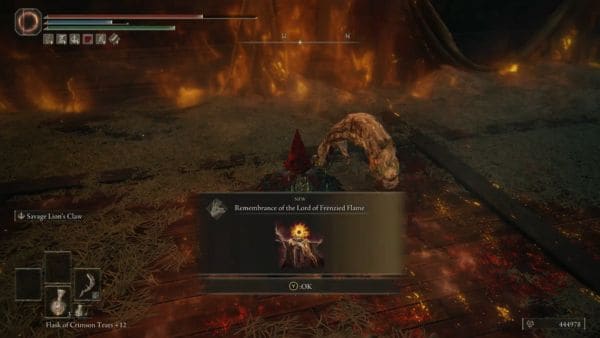 W
N
NEW
Remembrance of the Lord of Frenzied Flame
Y:OK
Savage Lion's Claw
Flask of Crimson Tears +12
444978